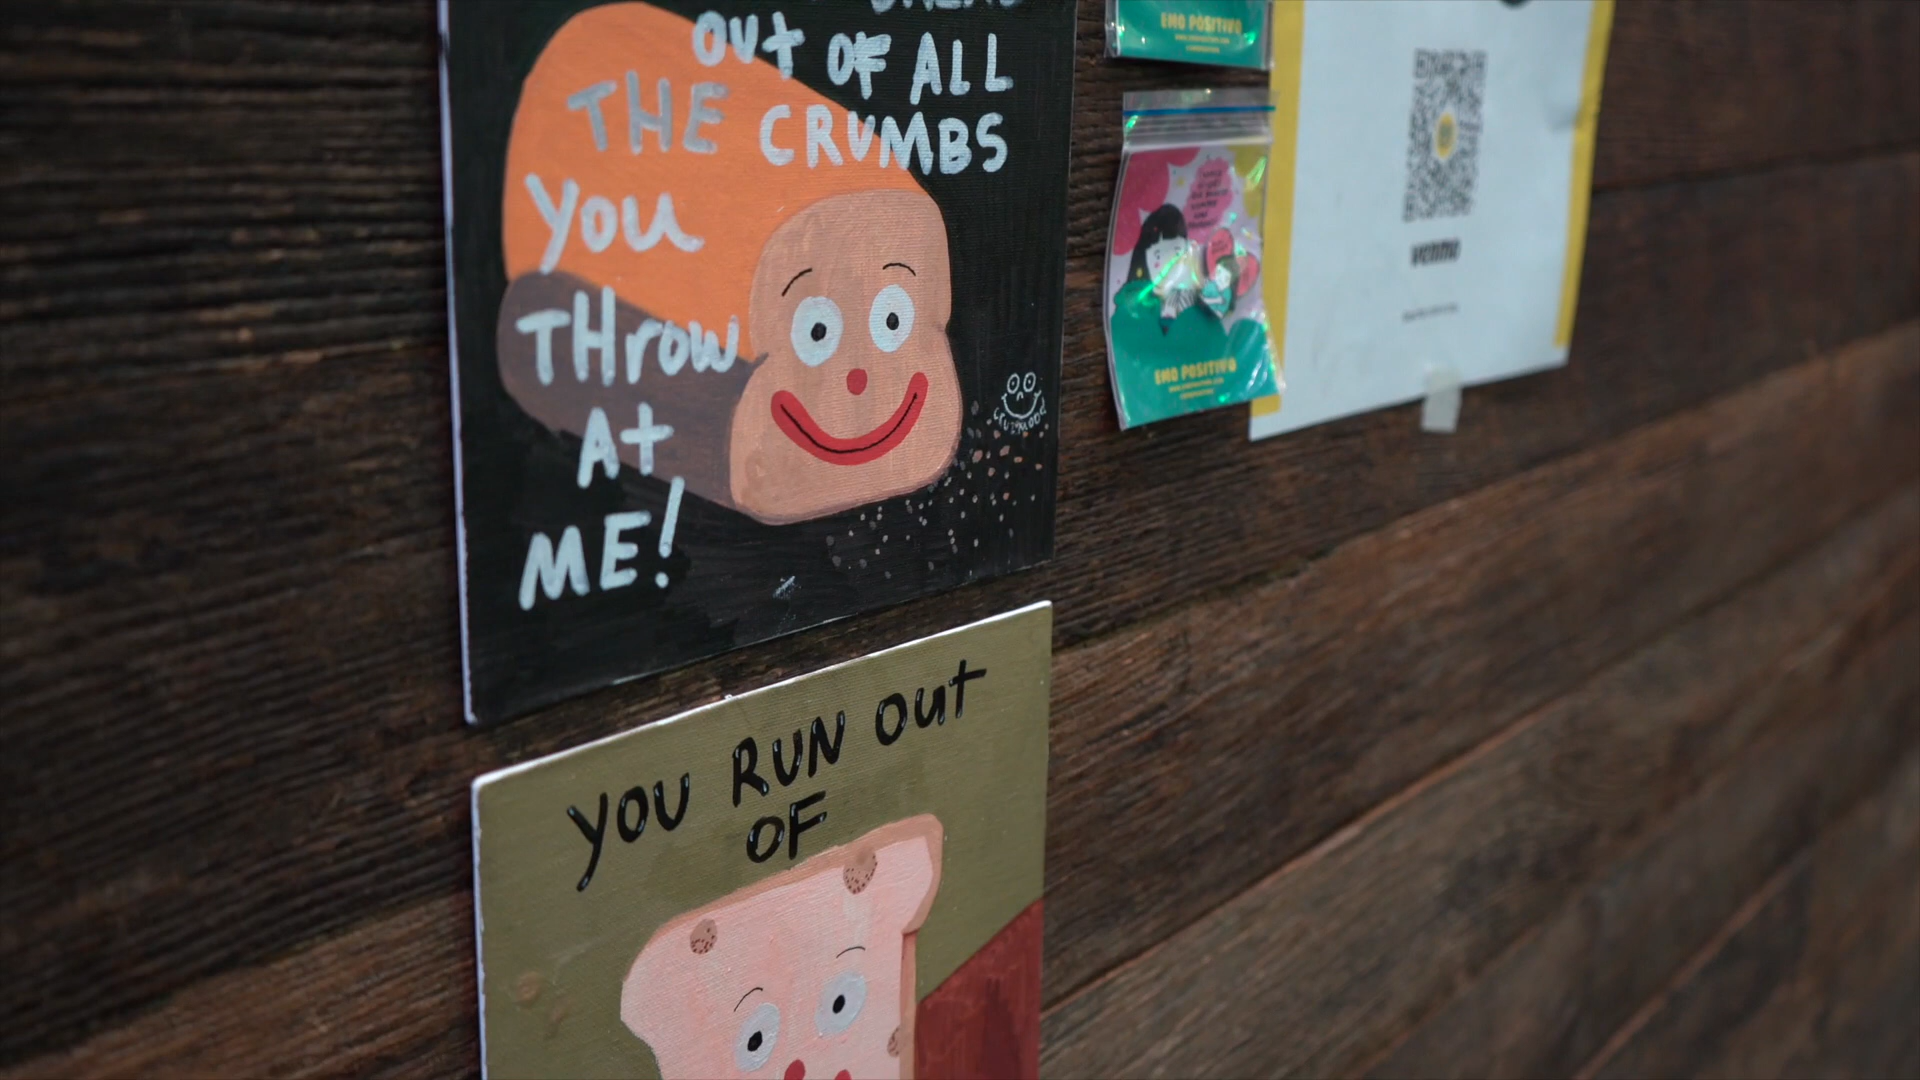 OUT OF ALL
THE CRUMBS
YOU
THROW
AT
ME!
YOU RUN OUT
OF
EMO POSITIVO
EMO POSITIVO
venmo